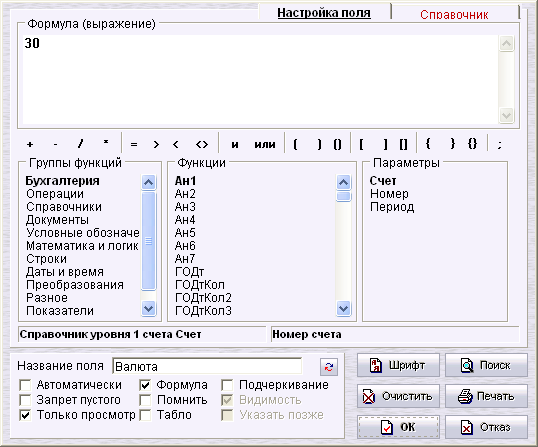 Настройка поля
Справочник
Формула (выражение)
30
+ - / * = > < <> и или ( ) () [ ] [] { } {} ;
Группы функций
Бухгалтерия
Операции
Справочники
Документы
Условные обозначе
Математика и логик
Строки
Даты и время
Преобразования
Разное
Показатели
Функции
Ан1
Ан2
Ан3
Ан4
Ан5
Ан6
Ан7
ГОДт
ГОДтКол
ГОДтКол2
ГОДтКол3
Параметры
Счет
Номер
Период
Справочник уровня 1 счета Счет
Номер счета
Название поля Валюта
Автоматически Формула Подчеркивание
Запрет пустого Помнить Видимость
Только просмотр Табло Указать позже
Шрифт Поиск
Очистить Печать
ОК Отказ